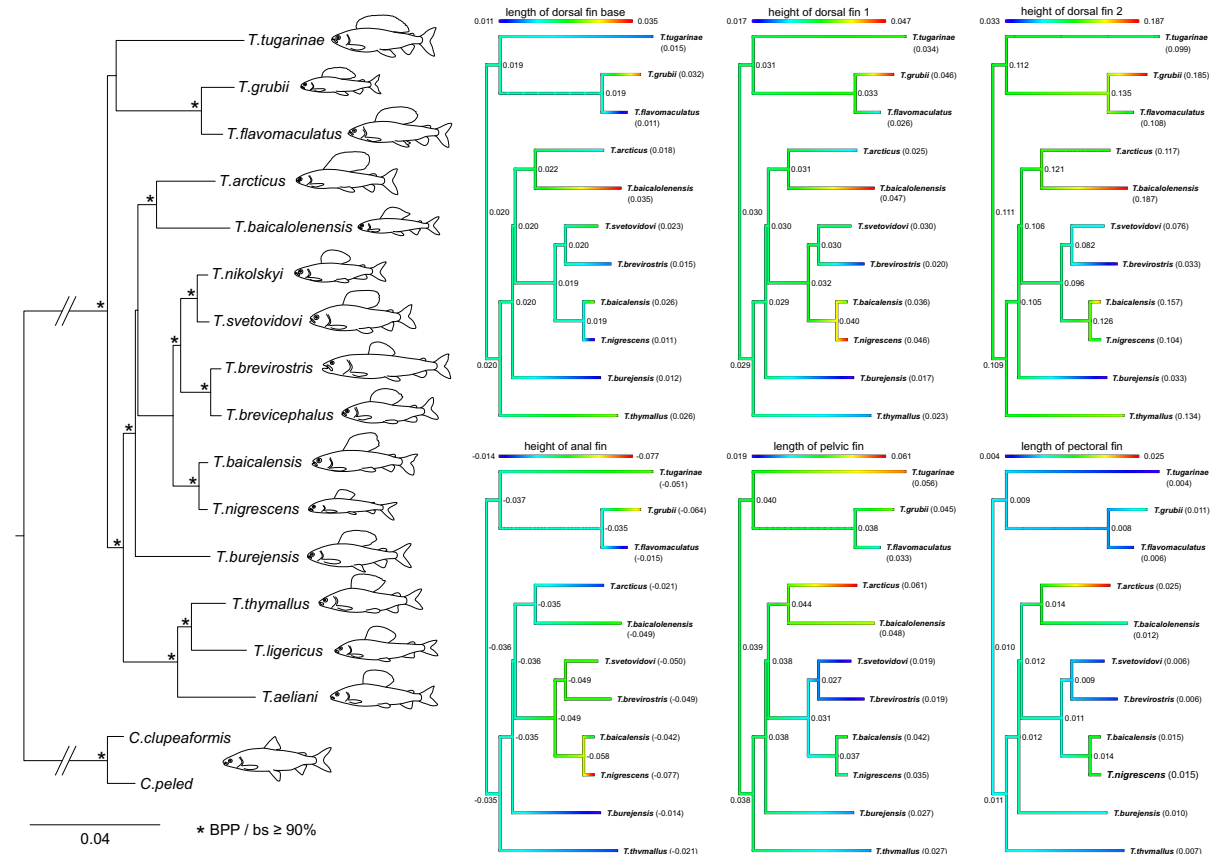 T.tugarinae
T.grubii
*
T.flavomaculatus
T.arcticus
*
T.baicalolenensis
T.nikolskyi
*
*
T.svetovidovi
*
T.brevirostris
*
T.brevicephalus
*
T.baicalensis
*
T.nigrescens
*
T.burejensis
T.thymallus
*
T.ligericus
*
T.aeliani
C.clupeaformis
*
C.peled
0.04
* BPP / bs ≥ 90%
length of dorsal fin base
0.011 0.035
T.tugarinae
(0.015)
0.019
T.grubii (0.032)
0.019
T.flavomaculatus
(0.011)
T.arcticus (0.018)
0.022
T.baicalolenensis
(0.035)
0.020
0.020
T.svetovidovi (0.023)
0.020
T.brevirostris (0.015)
0.019
T.baicalensis (0.026)
0.020
0.019
T.nigrescens (0.011)
0.020
T.burejensis (0.012)
T.thymallus (0.026)
height of dorsal fin 1
0.017 0.047
T.tugarinae
(0.034)
0.031
T.grubii (0.046)
0.033
T.flavomaculatus
(0.026)
T.arcticus (0.025)
0.031
T.baicalolenensis
(0.047)
0.030
0.030
T.svetovidovi (0.030)
0.030
T.brevirostris (0.020)
0.032
T.baicalensis (0.036)
0.029
0.040
T.nigrescens (0.046)
0.029
T.burejensis (0.017)
T.thymallus (0.023)
height of dorsal fin 2
0.033 0.187
T.tugarinae
(0.099)
0.112
T.grubii (0.185)
0.135
T.flavomaculatus
(0.108)
T.arcticus (0.117)
0.121
T.baicalolenensis
(0.187)
0.111
0.106
T.svetovidovi (0.076)
0.082
T.brevirostris (0.033)
0.096
T.baicalensis (0.157)
0.105
0.126
T.nigrescens (0.104)
0.109
T.burejensis (0.033)
T.thymallus (0.134)
height of anal fin
-0.014 -0.077
T.tugarinae
(-0.051)
-0.037
T.grubii (-0.064)
-0.035
T.flavomaculatus
(-0.015)
T.arcticus (-0.021)
-0.035
T.baicalolenensis
(-0.049)
-0.036
-0.036
T.svetovidovi (-0.050)
-0.049
T.brevirostris (-0.049)
-0.049
T.baicalensis (-0.042)
-0.035
-0.058
T.nigrescens (-0.077)
-0.035
T.burejensis (-0.014)
T.thymallus (-0.021)
length of pelvic fin
0.019 0.061
T.tugarinae
(0.056)
0.040
T.grubii (0.045)
0.038
T.flavomaculatus
(0.033)
T.arcticus (0.061)
0.044
T.baicalolenensis
(0.048)
0.039
0.038
T.svetovidovi (0.019)
0.027
T.brevirostris (0.019)
0.031
T.baicalensis (0.042)
0.038
0.037
T.nigrescens (0.035)
0.038
T.burejensis (0.027)
T.thymallus (0.027)
length of pectoral fin
0.004 0.025
T.tugarinae
(0.004)
0.009
T.grubii (0.011)
0.008
T.flavomaculatus
(0.006)
T.arcticus (0.025)
0.014
T.baicalolenensis
(0.012)
0.010
0.012
T.svetovidovi (0.006)
0.009
T.brevirostris (0.006)
0.011
T.baicalensis (0.015)
0.012
0.014
T.nigrescens (0.015)
0.011
T.burejensis (0.010)
T.thymallus (0.007)